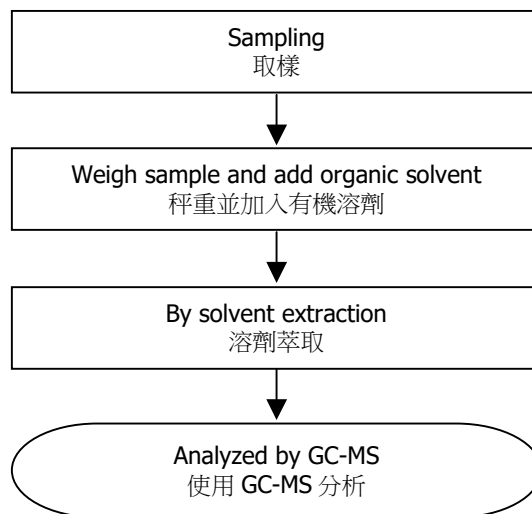 Sampling
取樣
Weigh sample and add organic solvent
秤重並加入有機溶劑
By solvent extraction
溶劑萃取
Analyzed by GC-MS
使用 GC-MS 分析